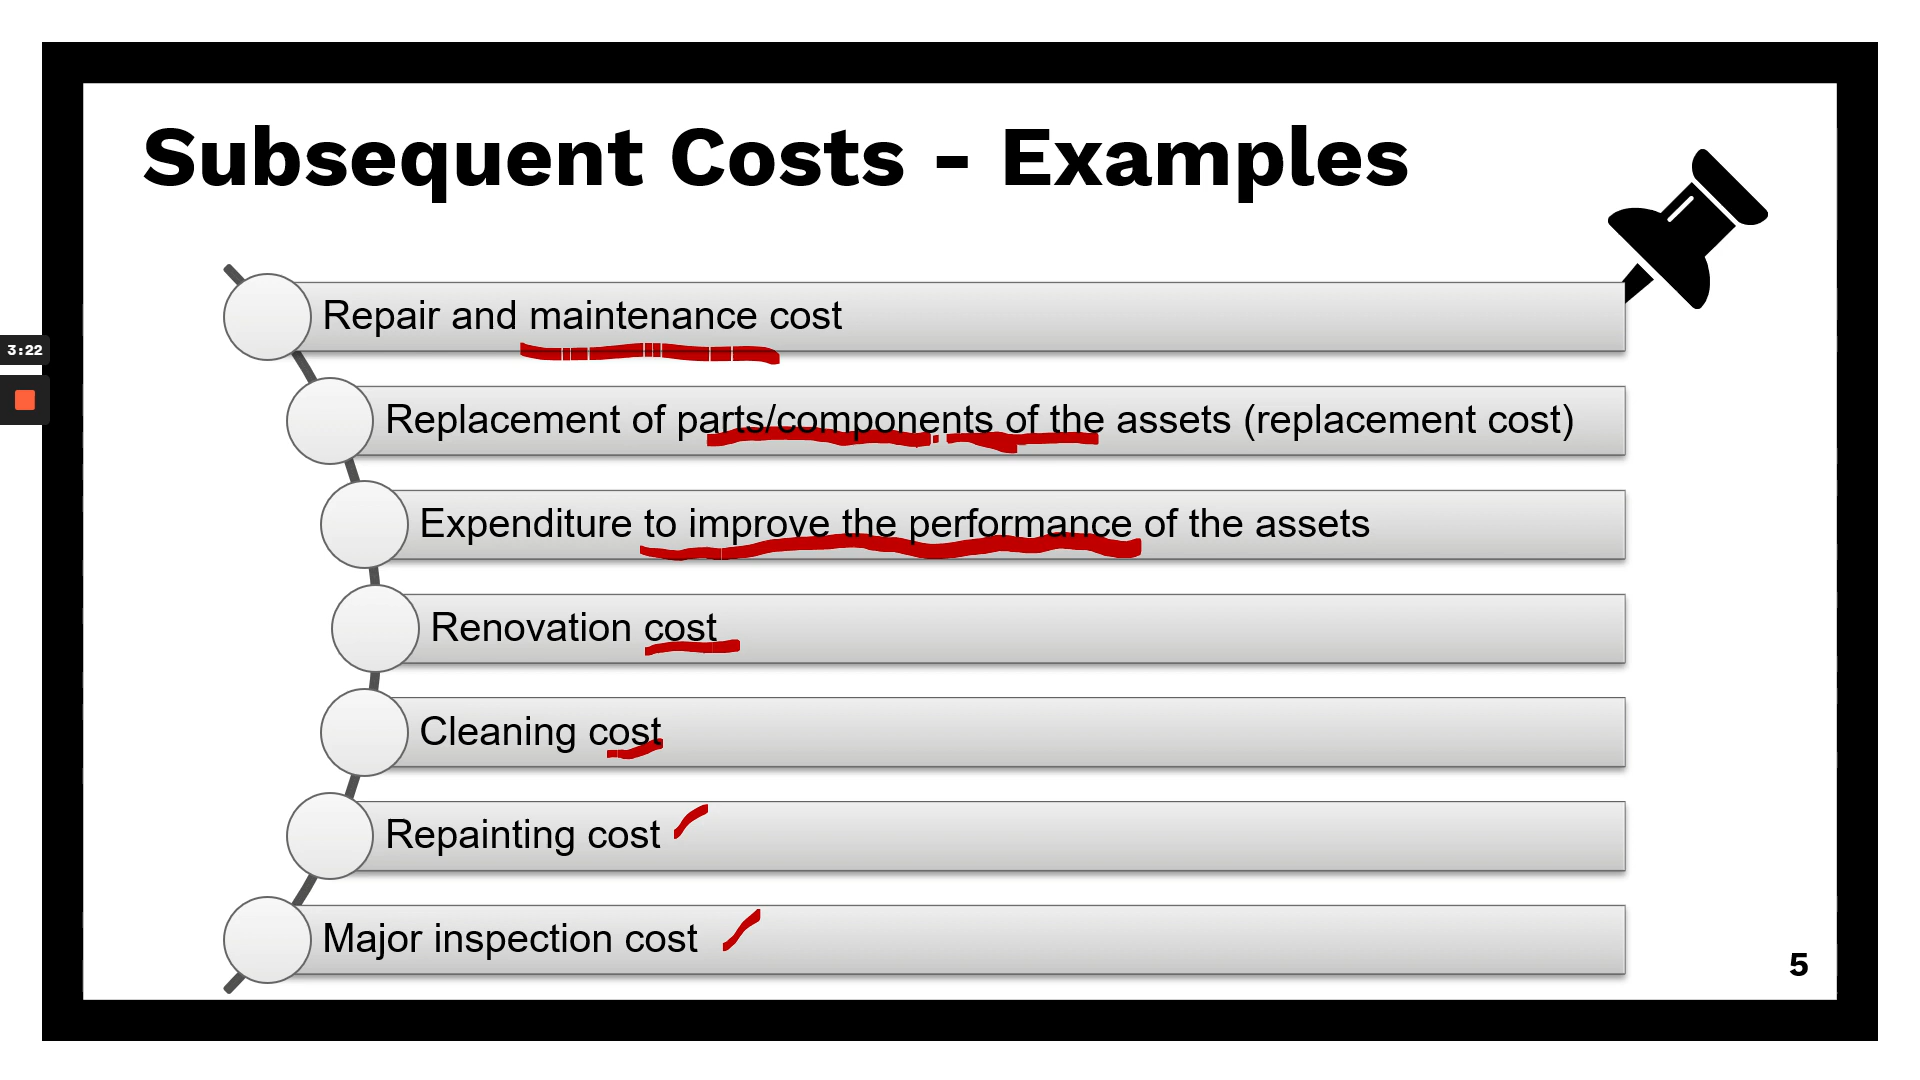 Subsequent Costs - Examples
Repair and maintenance cost
3:22
Replacement of parts/components of the assets (replacement cost)
Expenditure to improve the performance of the assets
Renovation cost
Cleaning cost
Repainting cost
Major inspection cost
5